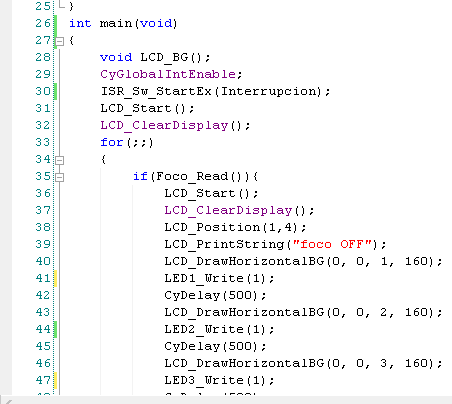 25 }
26 int main(void)
27 {
28 void LCD_BG();
29 CyGlobalIntEnable;
30 ISR_Sw_StartEx(Interrupcion);
31 LCD_Start();
32 LCD_ClearDisplay();
33 for(;;)
34 {
35 if(Foco_Read()){
36 LCD_Start();
37 LCD_ClearDisplay();
38 LCD_Position(1,4);
39 LCD_PrintString("foco OFF");
40 LCD_DrawHorizontalBG(0, 0, 1, 160);
41 LED1_Write(1);
42 CyDelay(500);
43 LCD_DrawHorizontalBG(0, 0, 2, 160);
44 LED2_Write(1);
45 CyDelay(500);
46 LCD_DrawHorizontalBG(0, 0, 3, 160);
47 LED3_Write(1);